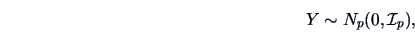 Y ∼ N_p(0, 𝓘_p),